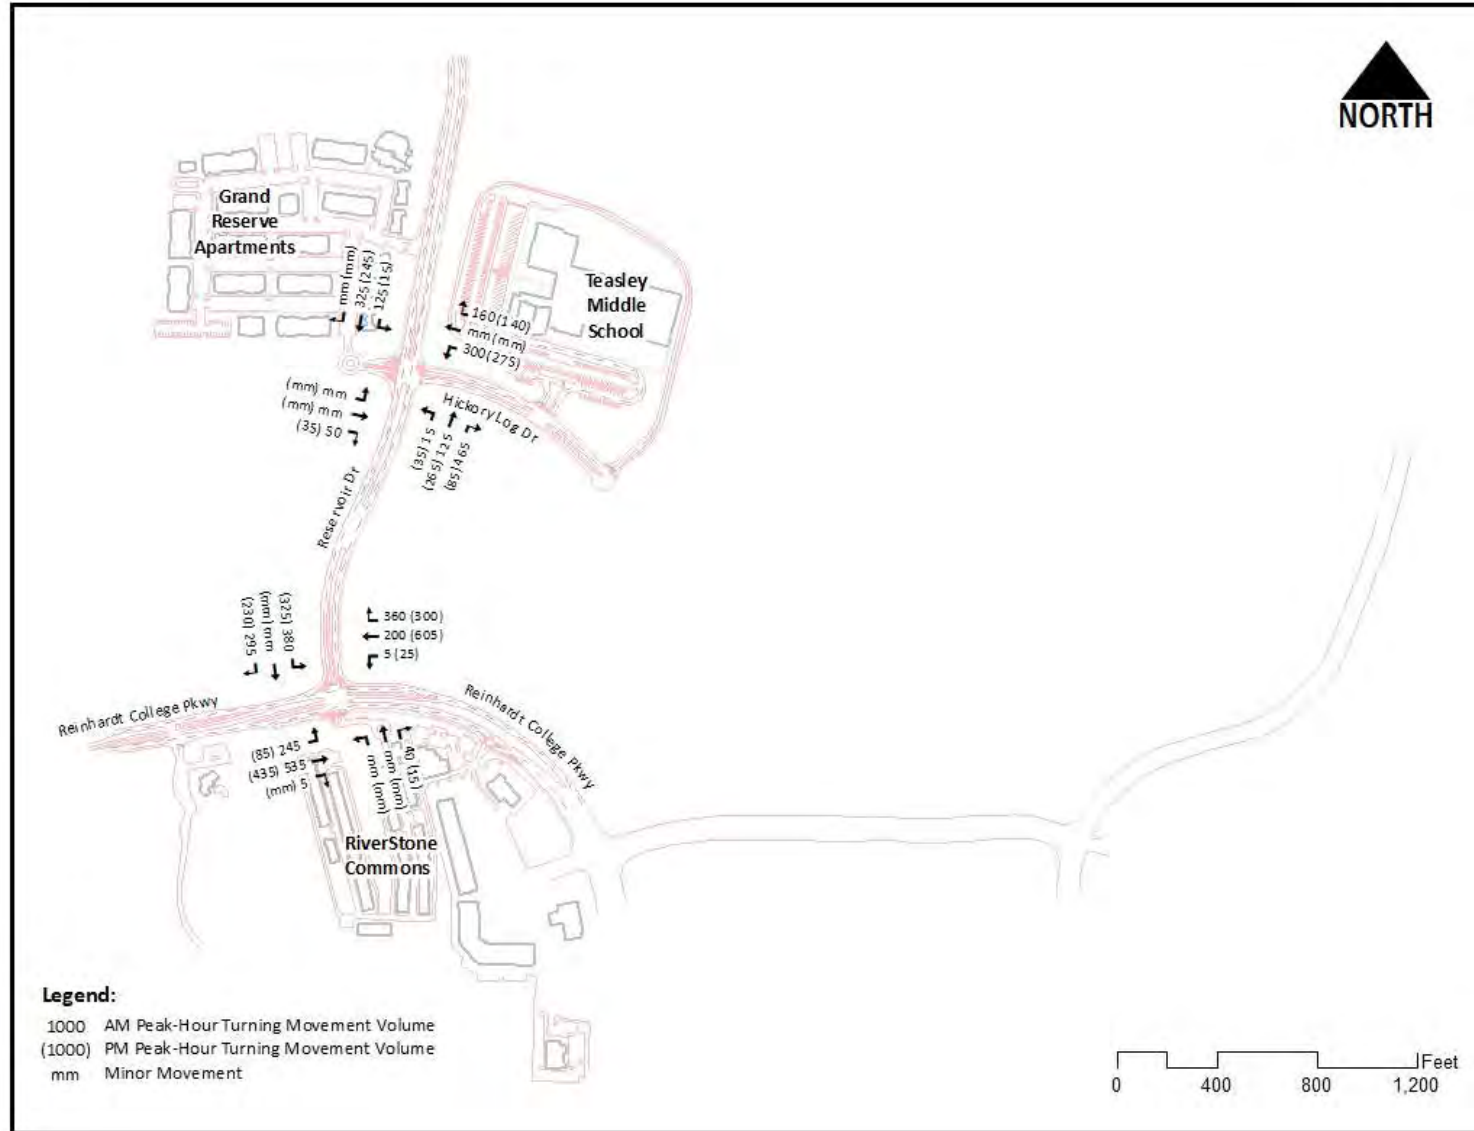 NORTH
Grand
Reserve
Apartments
mm (mm)
325 (245)
125 (15)
Teasley
Middle
School
160 (140)
mm (mm)
300 (275)
(mm) mm
(mm) mm
(35) 50
Hickory Log Dr
(35) 15
(265) 125
(85) 465
Reservoir Dr
(230) 295
(mm) mm
(325) 380
360 (300)
200 (605)
5 (25)
Reinhardt College Pkwy
Reinhardt College Pkwy
(85) 245
(435) 535
(mm) 5
mm (mm)
mm (mm)
40 (15)
RiverStone
Commons
Legend:
1000 AM Peak-Hour Turning Movement Volume
(1000) PM Peak-Hour Turning Movement Volume
mm Minor Movement
Feet
0 400 800 1,200